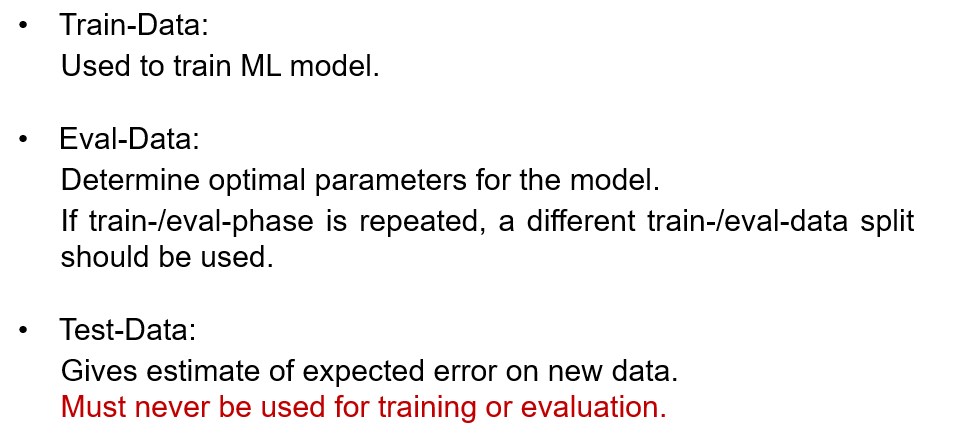 • Train-Data:
Used to train ML model.
• Eval-Data:
Determine optimal parameters for the model.
If train-/eval-phase is repeated, a different train-/eval-data split
should be used.
• Test-Data:
Gives estimate of expected error on new data.
Must never be used for training or evaluation.